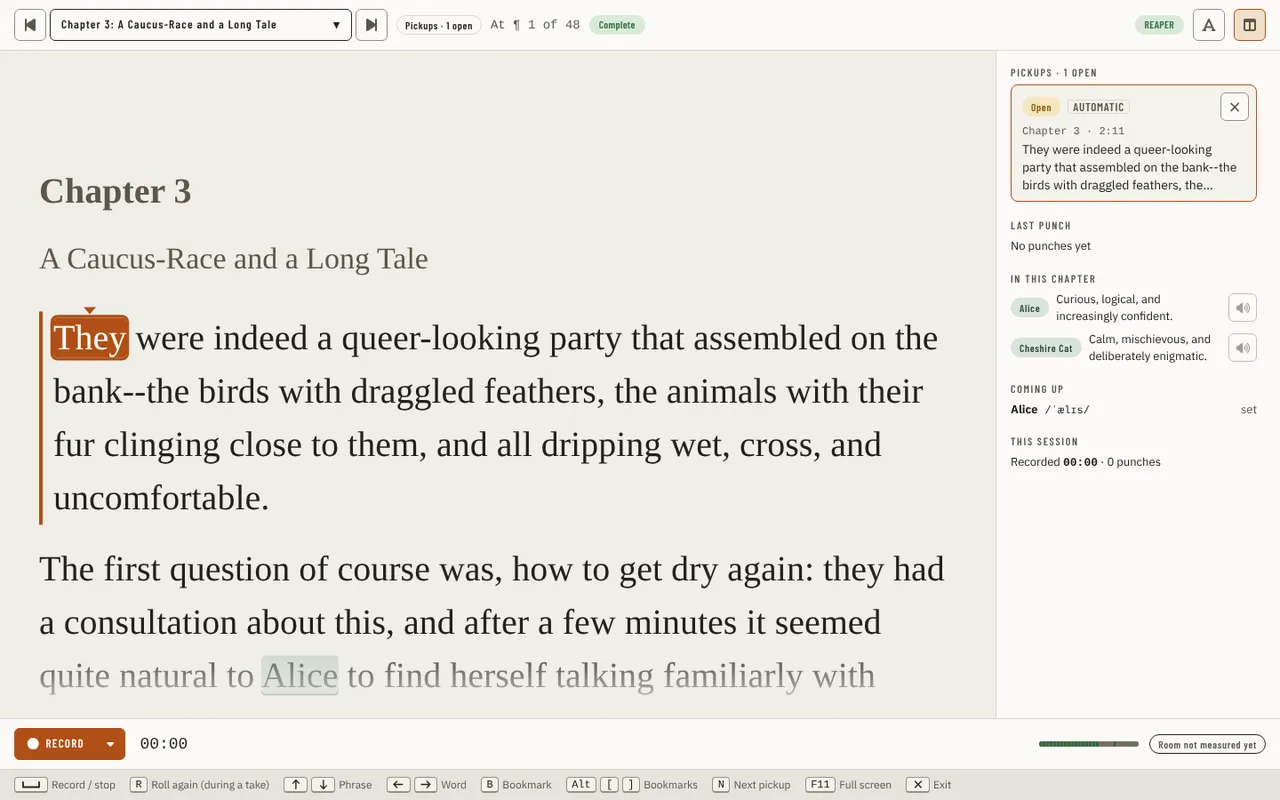 Chapter 3: A Caucus-Race and a Long Tale ▼
Pickups · 1 open
At ¶ 1 of 48
Complete
REAPER
A
Chapter 3
A Caucus-Race and a Long Tale
They were indeed a queer-looking party that assembled on the
bank--the birds with draggled feathers, the animals with their
fur clinging close to them, and all dripping wet, cross, and
uncomfortable.
The first question of course was, how to get dry again: they had
a consultation about this, and after a few minutes it seemed
quite natural to Alice to find herself talking familiarly with
PICKUPS · 1 OPEN
Open
AUTOMATIC
Chapter 3 · 2:11
They were indeed a queer-looking
party that assembled on the bank--the
birds with draggled feathers, the…
LAST PUNCH
No punches yet
IN THIS CHAPTER
Alice
Curious, logical, and
increasingly confident.
Cheshire Cat
Calm, mischievous, and
deliberately enigmatic.
COMING UP
Alice /ˈælɪs/ set
THIS SESSION
Recorded 00:00 · 0 punches
RECORD
00:00
Room not measured yet
Record / stop
R Roll again (during a take)
↑ ↓ Phrase
← → Word
B Bookmark
Alt [ ] Bookmarks
N Next pickup
F11 Full screen
✕ Exit